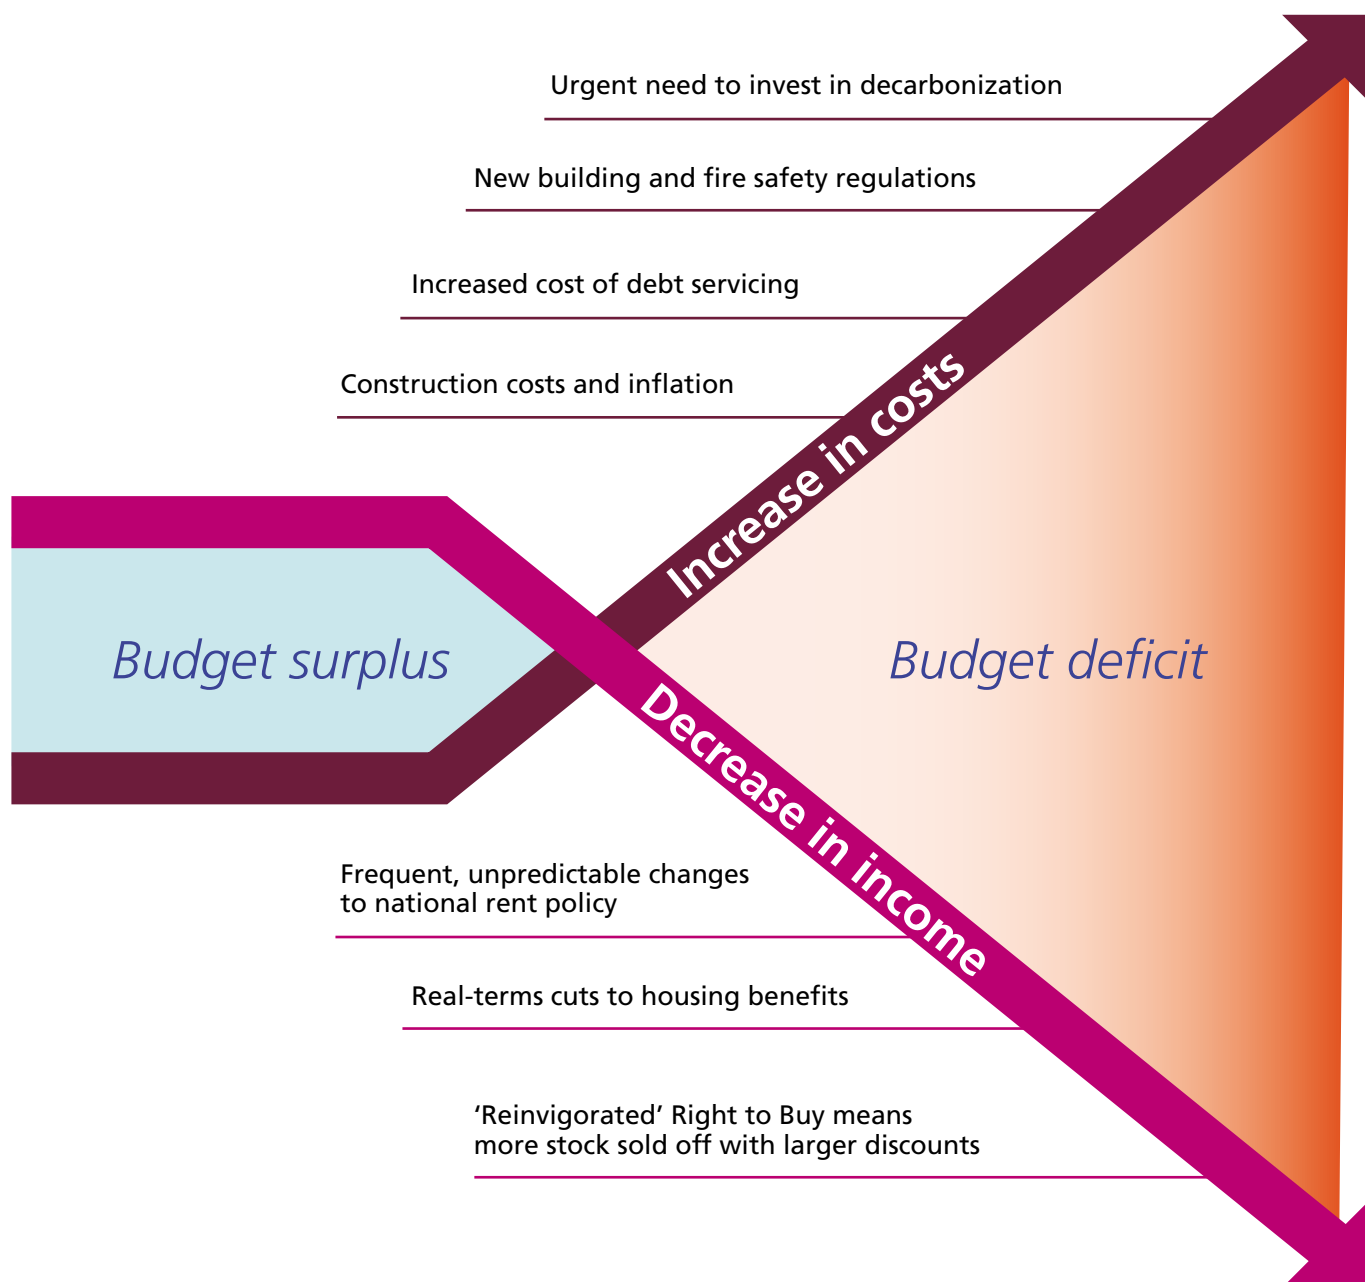 Urgent need to invest in decarbonization
New building and fire safety regulations
Increased cost of debt servicing
Construction costs and inflation
Increase in costs
Budget surplus
Budget deficit
Decrease in income
Frequent, unpredictable changes
to national rent policy
Real-terms cuts to housing benefits
‘Reinvigorated’ Right to Buy means
more stock sold off with larger discounts